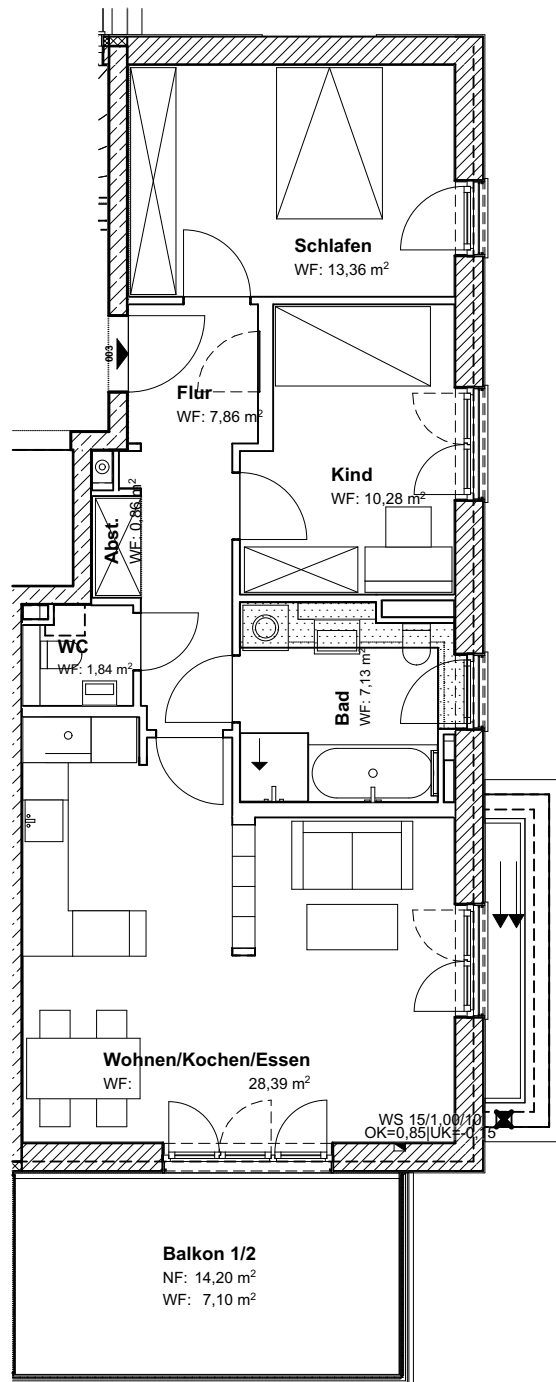 Schlafen
WF: 13,36 m²
003
Flur
WF: 7,86 m²
Kind
WF: 10,28 m²
Abst.
WF: 0,86 m²
WC
WF: 1,84 m²
Bad
WF: 7,13 m²
Wohnen/Kochen/Essen
WF: 28,39 m²
WS 15/1,00/10
OK=0,85|UK=-0,15
Balkon 1/2
NF: 14,20 m²
WF: 7,10 m²